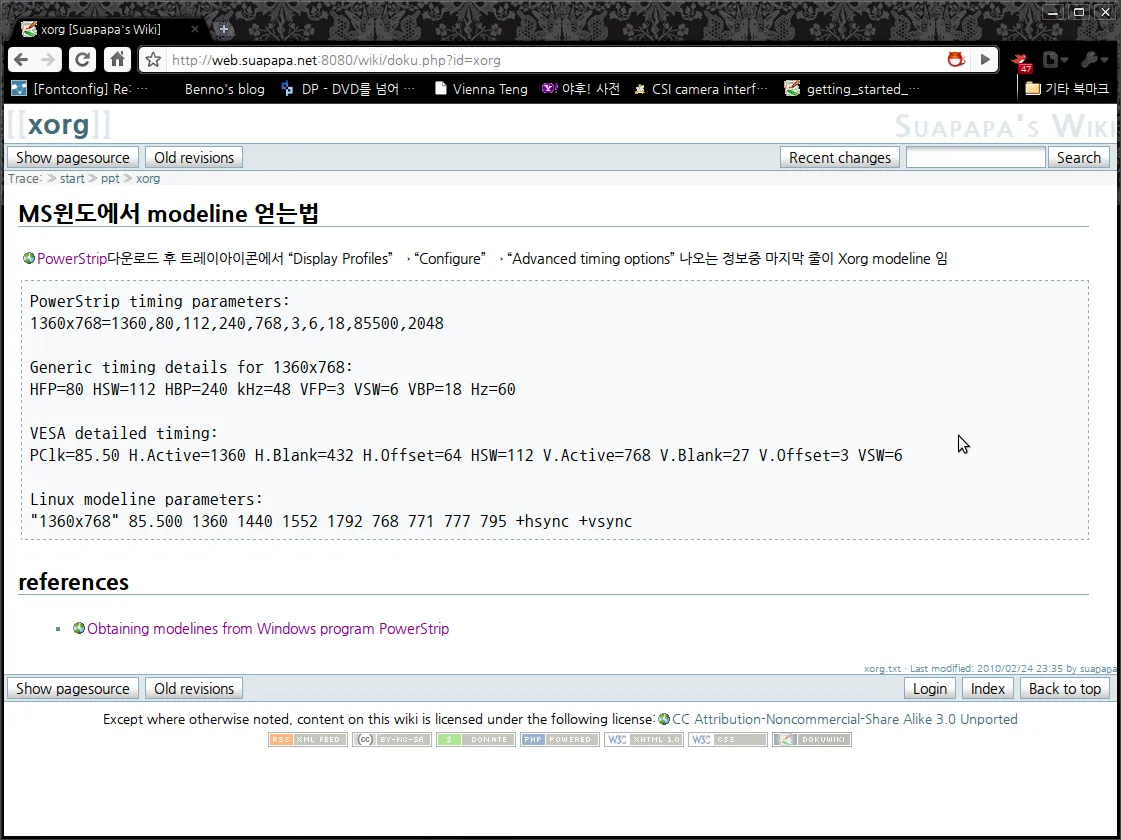 xorg [Suapapa's Wiki]
http://web.suapapa.net:8080/wiki/doku.php?id=xorg
47
[Fontconfig] Re: … Benno's blog DP - DVD를 넘어 … Vienna Teng 야후! 사전 CSI camera interf… getting_started_… 기타 북마크
[[xorg]] Suapapa's Wiki
Show pagesource Old revisions Recent changes Search
Trace: » start » ppt » xorg
MS윈도에서 modeline 얻는법
PowerStrip다운로드 후 트레이아이콘에서 “Display Profiles” → “Configure” → “Advanced timing options” 나오는 정보중 마지막 줄이 Xorg modeline 임
PowerStrip timing parameters:
1360x768=1360,80,112,240,768,3,6,18,85500,2048
Generic timing details for 1360x768:
HFP=80 HSW=112 HBP=240 kHz=48 VFP=3 VSW=6 VBP=18 Hz=60
VESA detailed timing:
PClk=85.50 H.Active=1360 H.Blank=432 H.Offset=64 HSW=112 V.Active=768 V.Blank=27 V.Offset=3 VSW=6
Linux modeline parameters:
"1360x768" 85.500 1360 1440 1552 1792 768 771 777 795 +hsync +vsync
references
Obtaining modelines from Windows program PowerStrip
xorg.txt · Last modified: 2010/02/24 23:35 by suapapa
Show pagesource Old revisions Login Index Back to top
Except where otherwise noted, content on this wiki is licensed under the following license: CC Attribution-Noncommercial-Share Alike 3.0 Unported
RSS XML FEED (cc) BY-NC-SA $ DONATE PHP POWERED W3C XHTML 1.0 W3C CSS DOKUWIKI